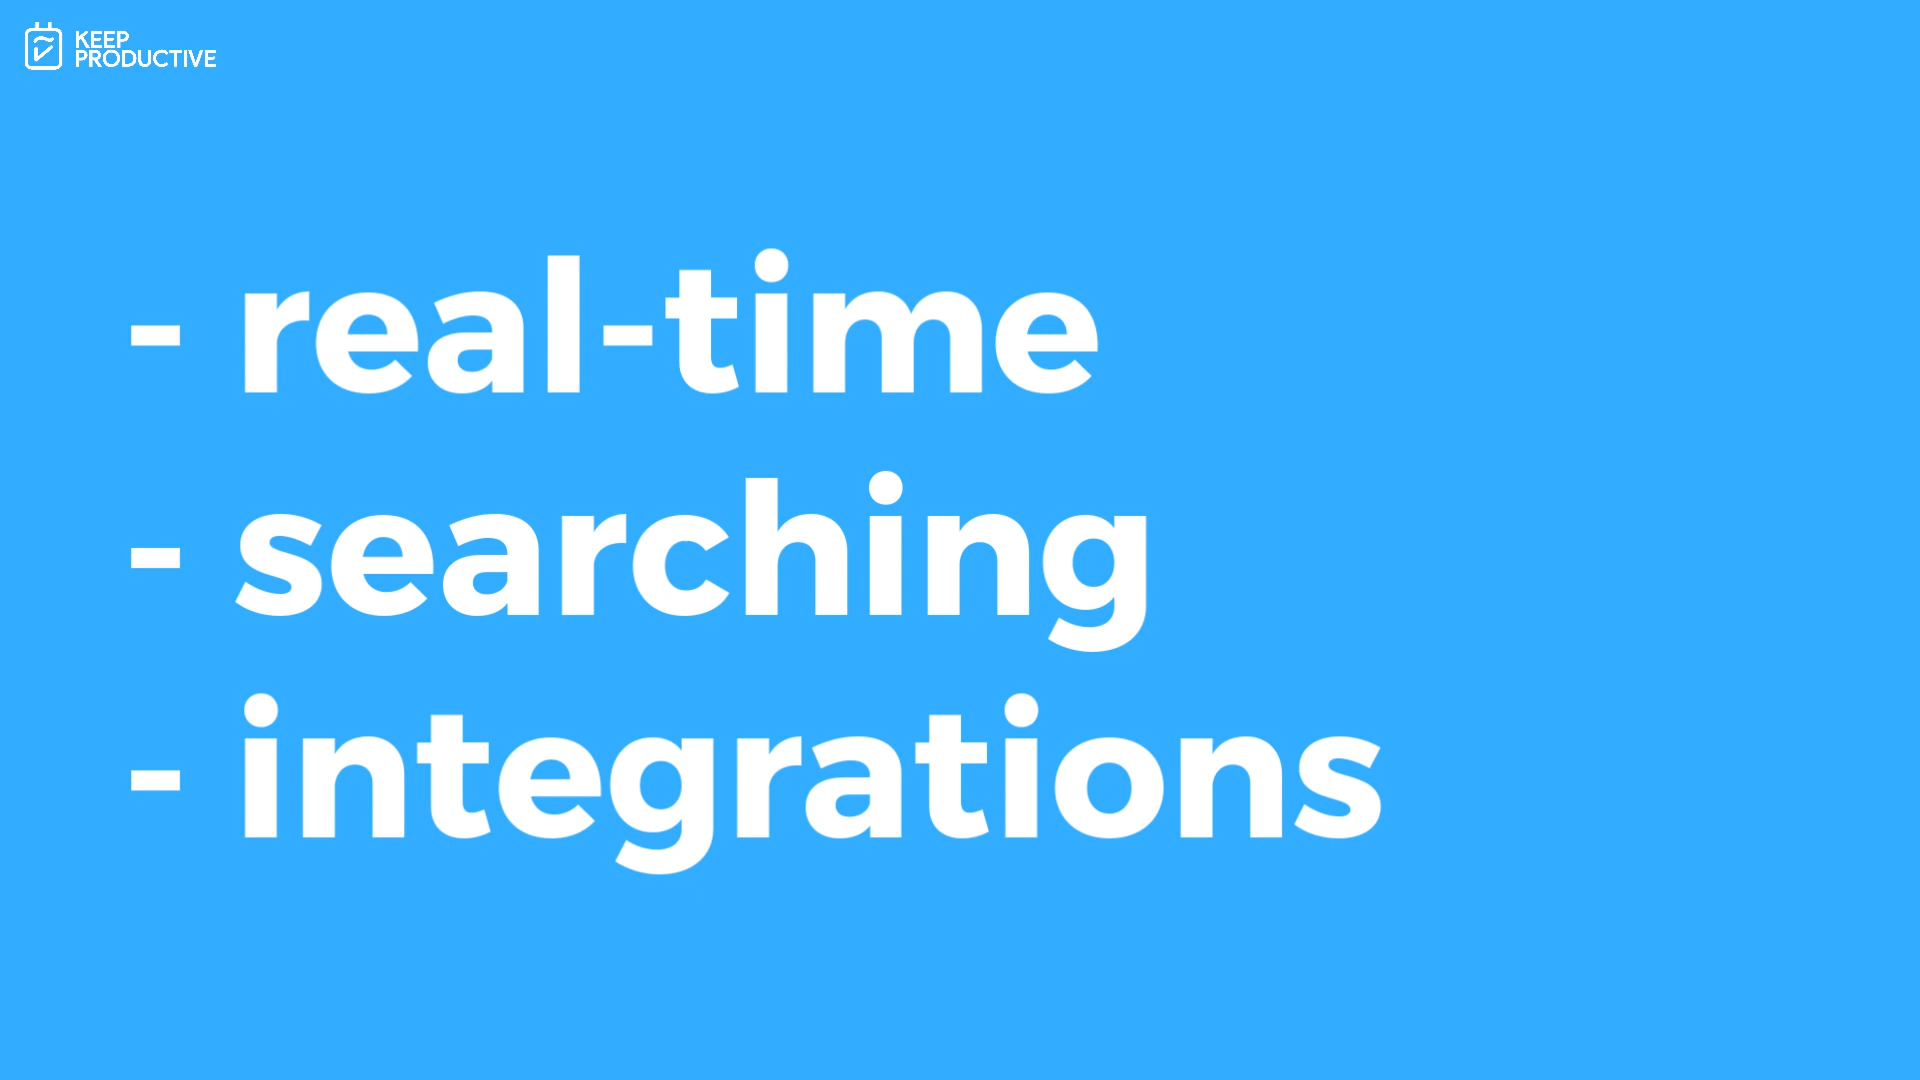 KEEP
PRODUCTIVE
- real-time
- searching
- integrations